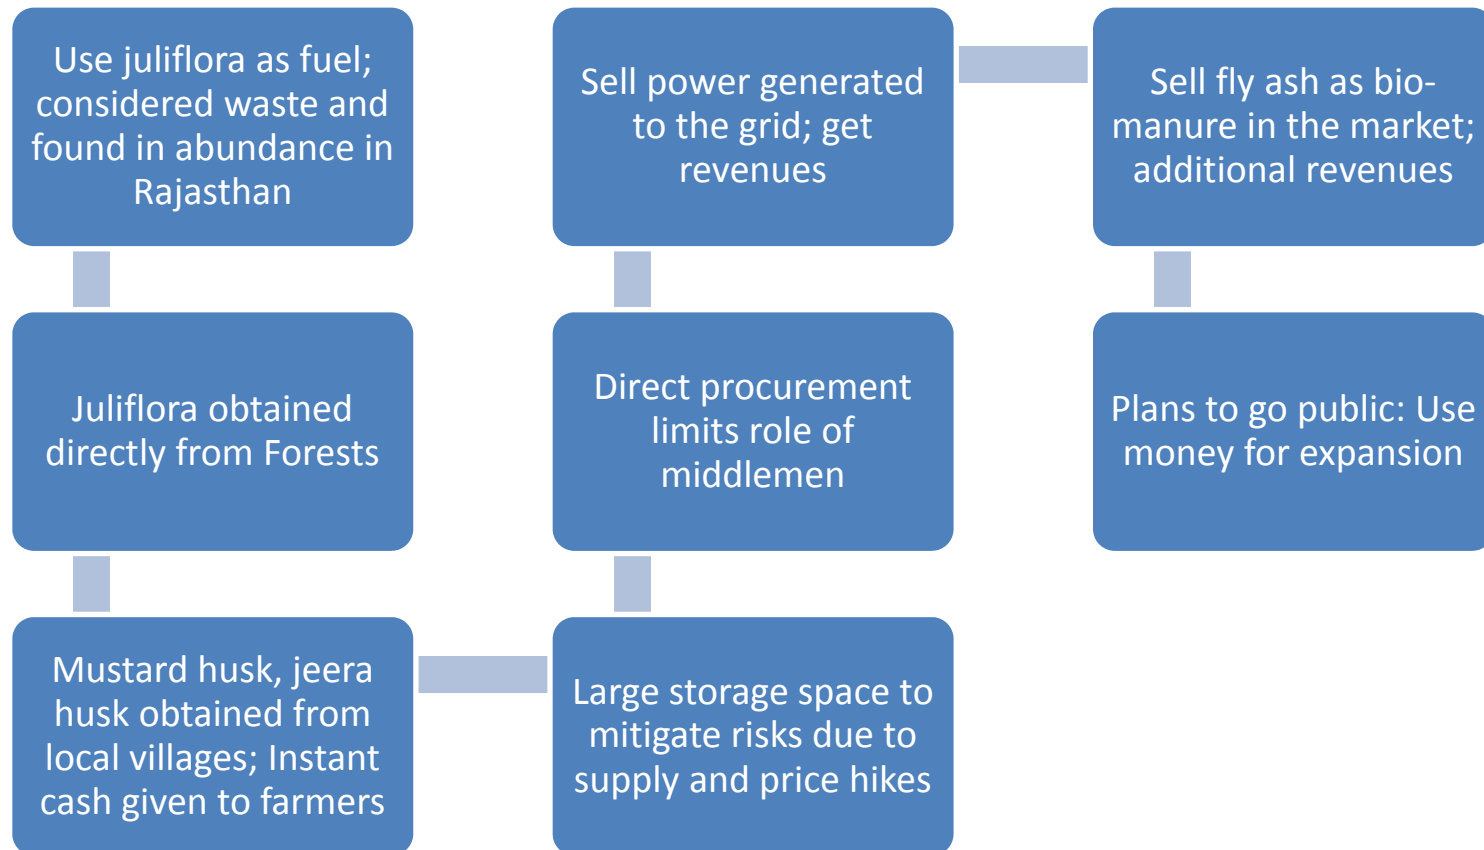 Use juliflora as fuel;
considered waste and
found in abundance in
Rajasthan
Juliflora obtained
directly from Forests
Mustard husk, jeera
husk obtained from
local villages; Instant
cash given to farmers
Large storage space to
mitigate risks due to
supply and price hikes
Direct procurement
limits role of
middlemen
Sell power generated
to the grid; get
revenues
Sell fly ash as bio-
manure in the market;
additional revenues
Plans to go public: Use
money for expansion